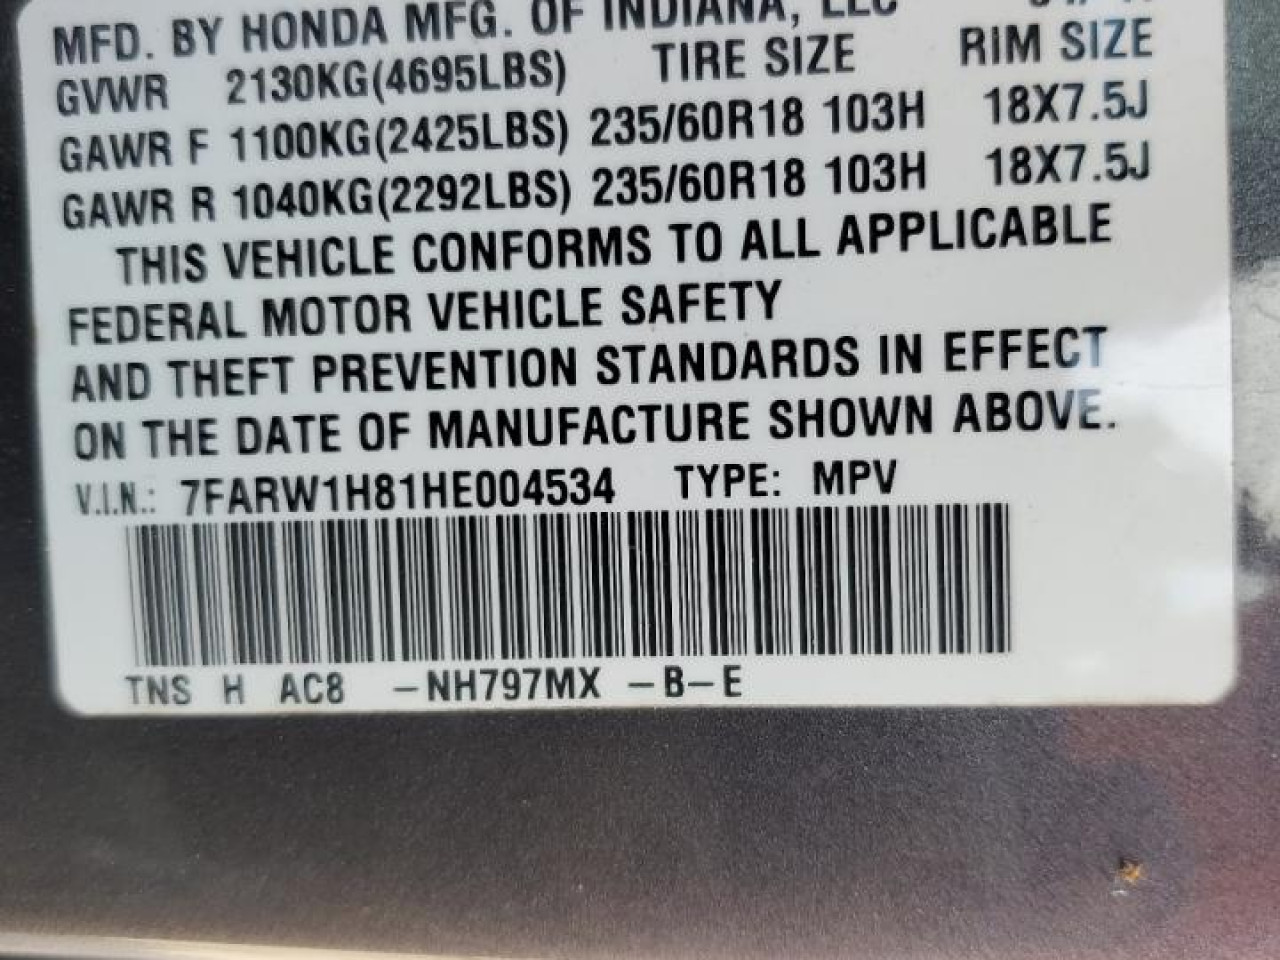 MFD. BY HONDA MFG. OF INDIANA, LLC
GVWR 2130KG(4695LBS) TIRE SIZE RIM SIZE
GAWR F 1100KG(2425LBS) 235/60R18 103H 18X7.5J
GAWR R 1040KG(2292LBS) 235/60R18 103H 18X7.5J
THIS VEHICLE CONFORMS TO ALL APPLICABLE
FEDERAL MOTOR VEHICLE SAFETY
AND THEFT PREVENTION STANDARDS IN EFFECT
ON THE DATE OF MANUFACTURE SHOWN ABOVE.
V.I.N.: 7FARW1H81HE004534 TYPE: MPV
TNS H AC8 -NH797MX -B-E